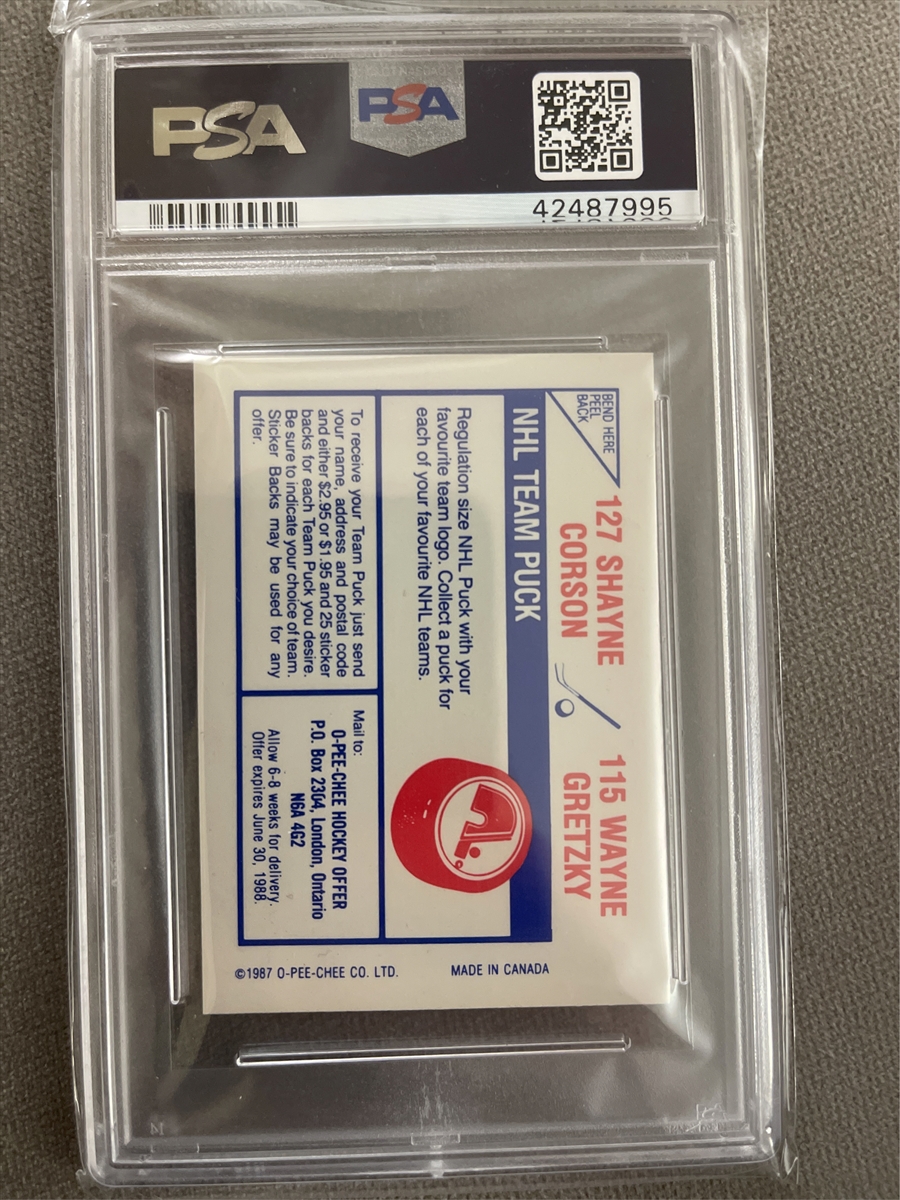 PSA
PSA
42487995
BEND HERE
PEEL
BACK
127 SHAYNE
CORSON
115 WAYNE
GRETZKY
NHL TEAM PUCK
Regulation size NHL Puck with your
favourite team logo. Collect a puck for
each of your favourite NHL teams.
To receive your Team Puck just send
your name, address and postal code
and either $2.95 or $1.95 and 25 sticker
backs for each Team Puck you desire.
Be sure to indicate your choice of team.
Sticker Backs may be used for any
offer.
Mail to:
O-PEE-CHEE HOCKEY OFFER
P.O. Box 2304, London, Ontario
N6A 4G2
Allow 6-8 weeks for delivery.
Offer expires June 30, 1988.
©1987 O-PEE-CHEE CO. LTD.
MADE IN CANADA